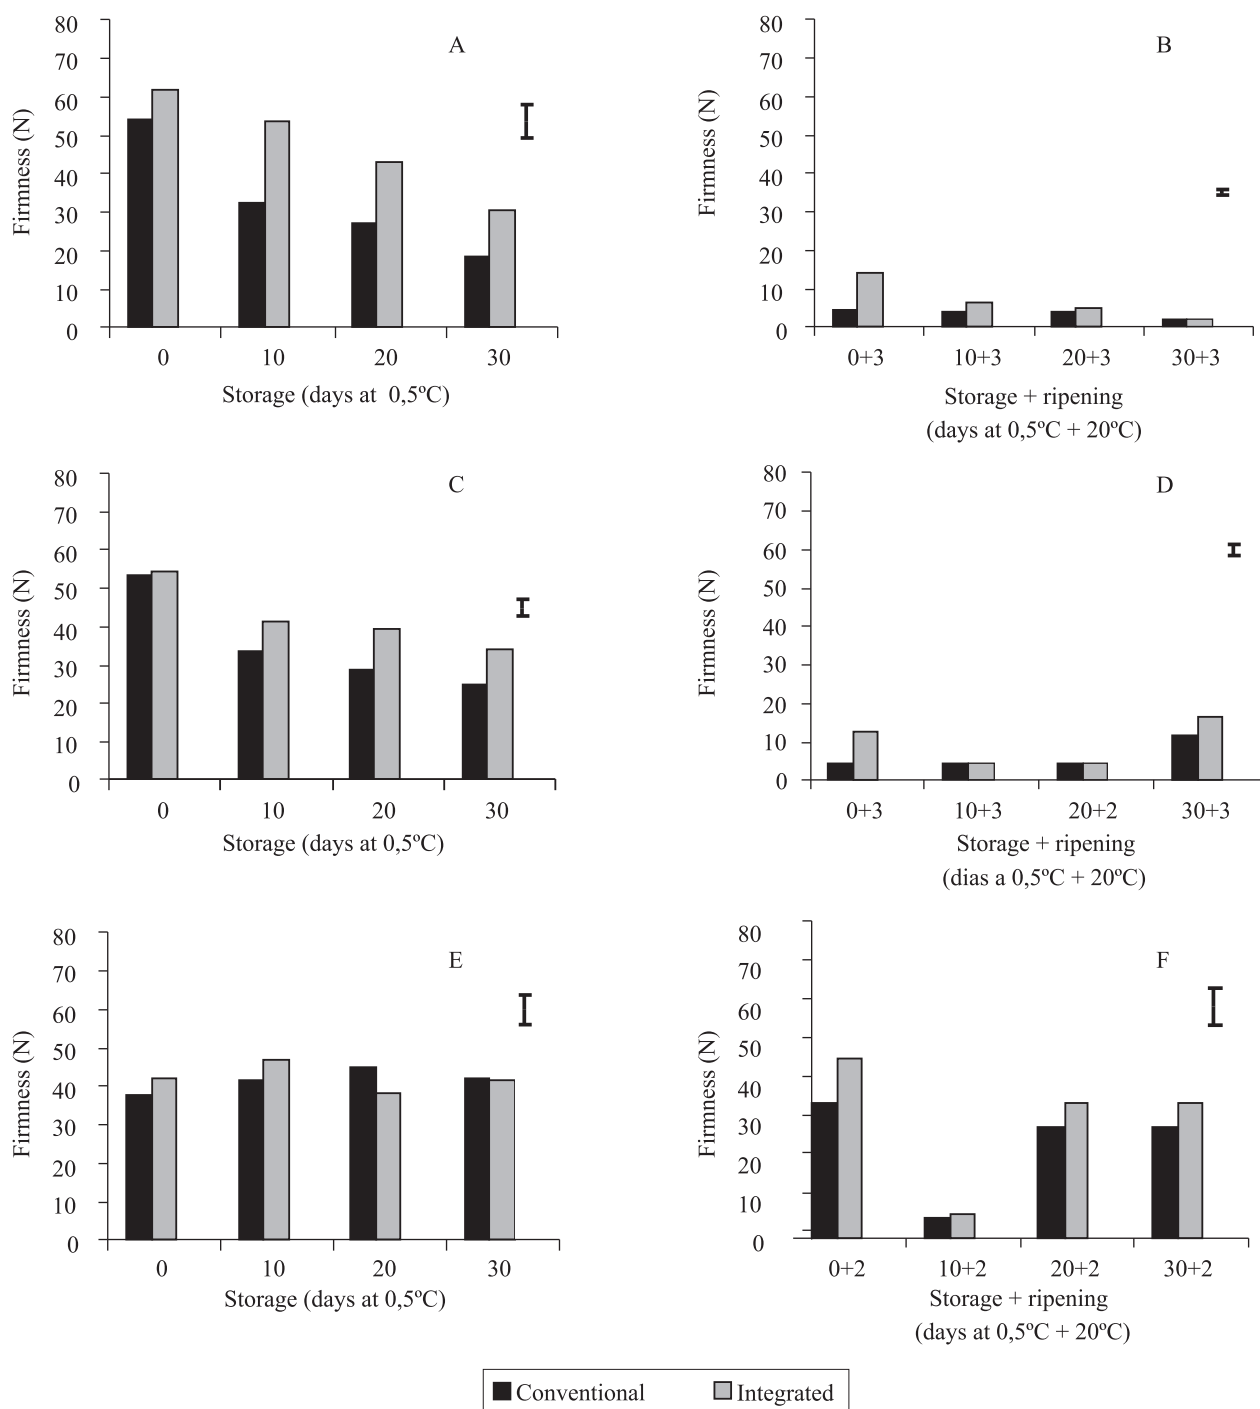 A
80
70
60
50
40
30
20
10
0
Firmness (N)
0 10 20 30
Storage (days at 0,5ºC)
B
80
70
60
50
40
30
20
10
0
Firmness (N)
0+3 10+3 20+3 30+3
Storage + ripening
(days at 0,5ºC + 20ºC)
C
80
70
60
50
40
30
20
10
0
Firmness (N)
0 10 20 30
Storage (days at 0,5ºC)
D
80
70
60
50
40
30
20
10
0
Firmness (N)
0+3 10+3 20+2 30+3
Storage + ripening
(dias a 0,5ºC + 20ºC)
E
80
70
60
50
40
30
20
10
0
Firmness (N)
0 10 20 30
Storage (days at 0,5ºC)
F
80
70
60
50
40
30
20
10
0
Firmness (N)
0+2 10+2 20+2 30+2
Storage + ripening
(days at 0,5ºC + 20ºC)
Conventional Integrated